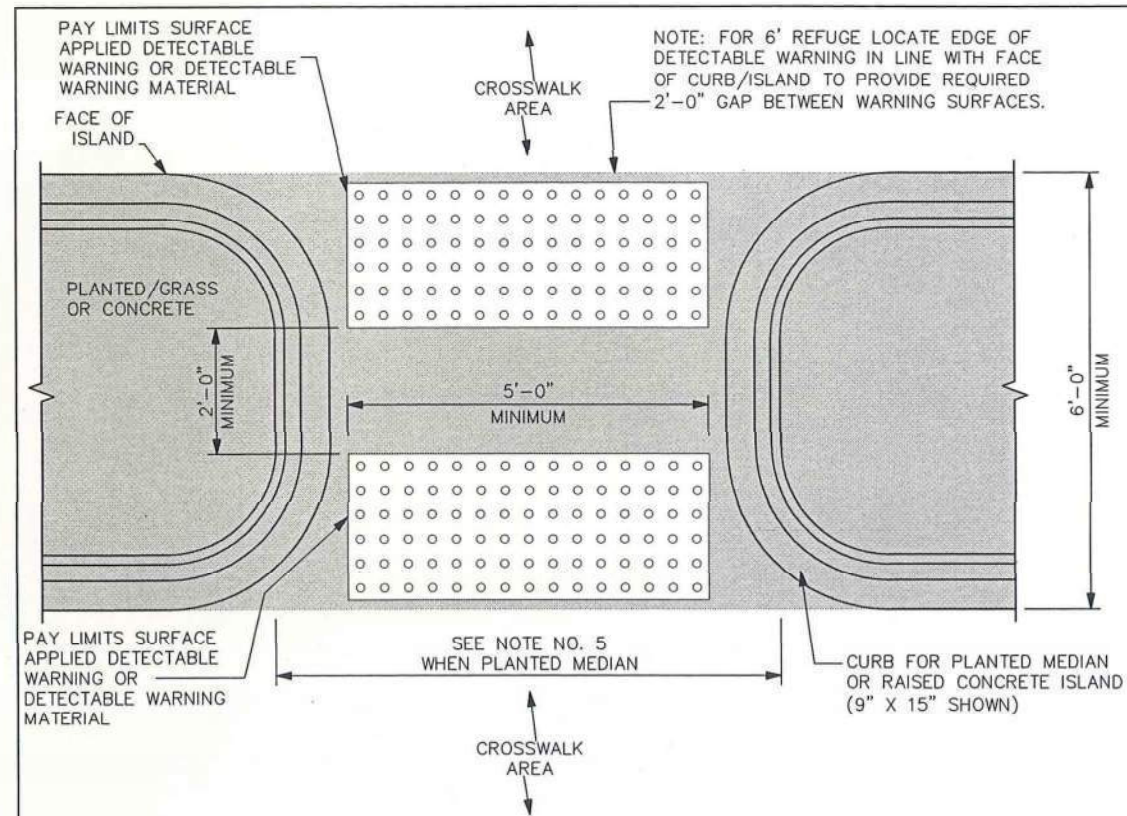 PAY LIMITS SURFACE
APPLIED DETECTABLE
WARNING OR DETECTABLE
WARNING MATERIAL
FACE OF
ISLAND
CROSSWALK
AREA
NOTE: FOR 6' REFUGE LOCATE EDGE OF
DETECTABLE WARNING IN LINE WITH FACE
OF CURB/ISLAND TO PROVIDE REQUIRED
2'-0" GAP BETWEEN WARNING SURFACES.
PLANTED/GRASS
OR CONCRETE
2'-0"
MINIMUM
5'-0"
MINIMUM
6'-0"
MINIMUM
PAY LIMITS SURFACE
APPLIED DETECTABLE
WARNING OR
DETECTABLE WARNING
MATERIAL
SEE NOTE NO. 5
WHEN PLANTED MEDIAN
CURB FOR PLANTED MEDIAN
OR RAISED CONCRETE ISLAND
(9" X 15" SHOWN)
CROSSWALK
AREA